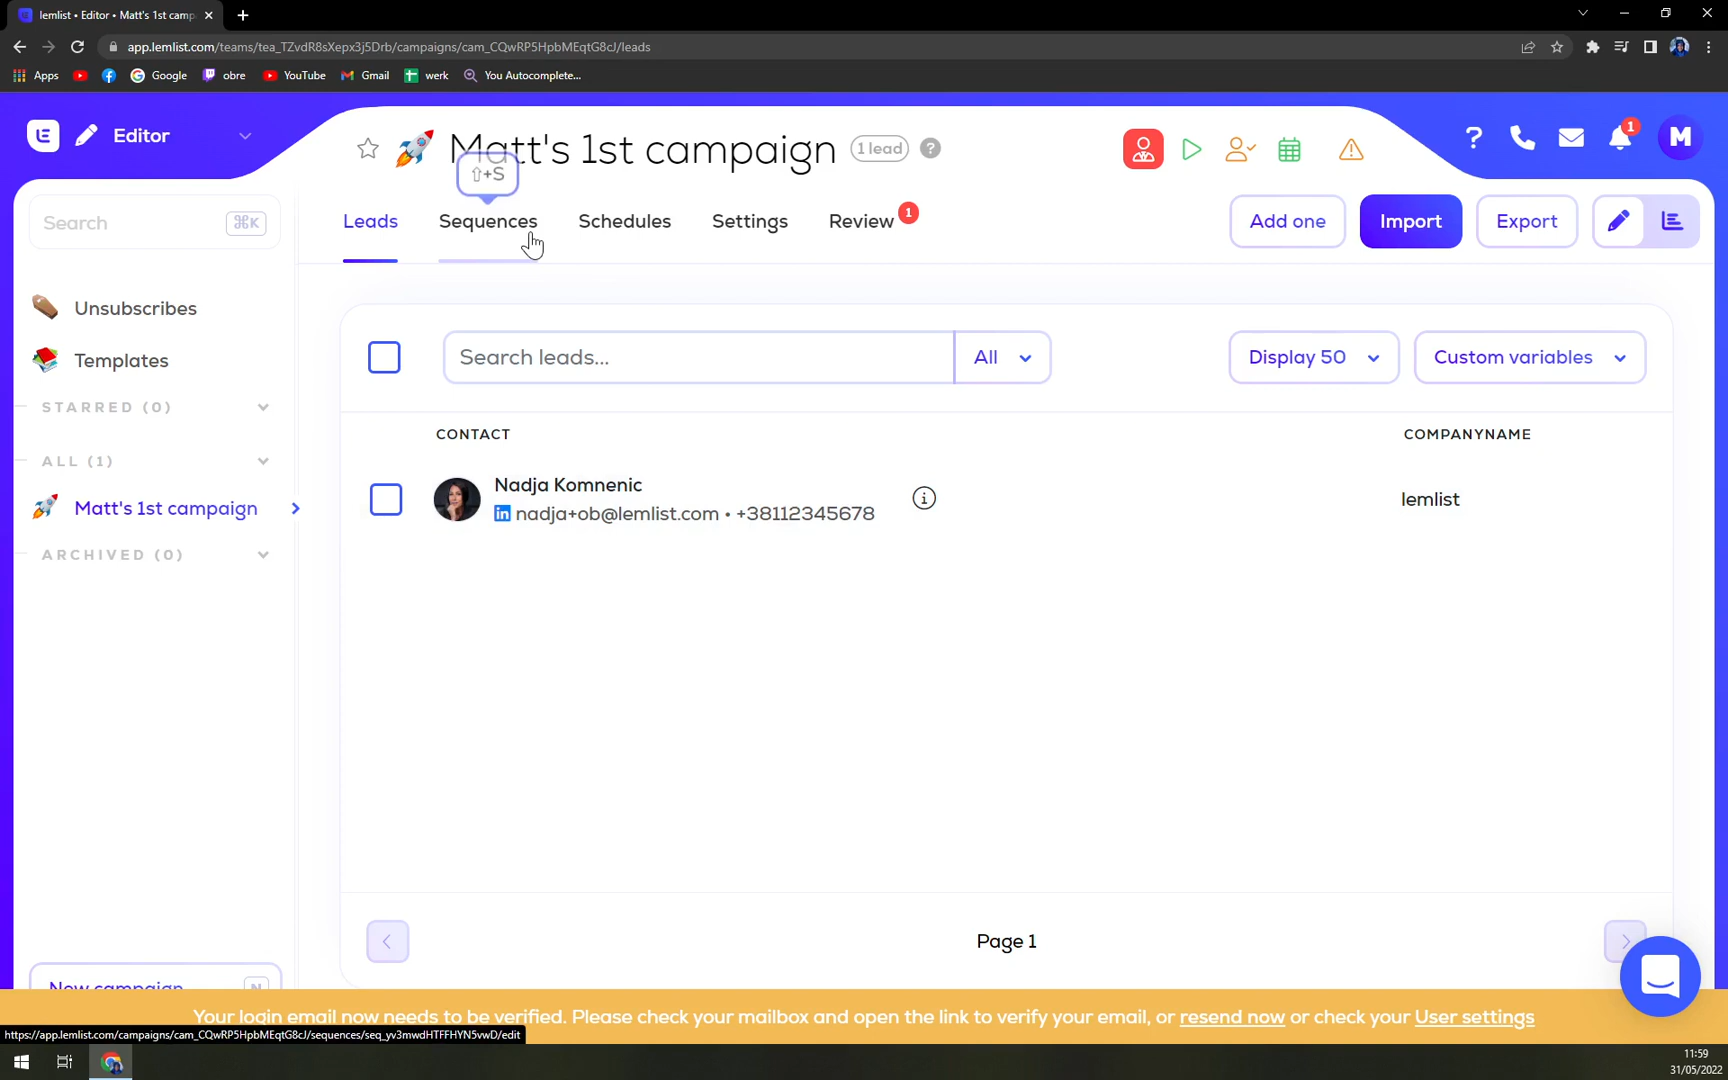 lemlist • Editor • Matt's 1st camp
app.lemlist.com/teams/tea_TZvdR8sXepx3j5Drb/campaigns/cam_CQwRP5HpbMEqtG8cJ/leads
Apps Google obre YouTube Gmail werk You Autocomplete...
Editor
Matt's 1st campaign 1 lead ?
? 1 M
⇧+S
Search ⌘K
Leads Sequences Schedules Settings Review 1
Add one Import Export
Unsubscribes
Templates
STARRED (0)
ALL (1)
Matt's 1st campaign
ARCHIVED (0)
Search leads... All
Display 50 Custom variables
CONTACT COMPANYNAME
Nadja Komnenic
in nadja+ob@lemlist.com • +38112345678
lemlist
Page 1
New campaign N
Your login email now needs to be verified. Please check your mailbox and open the link to verify your email, or resend now or check your User settings
https://app.lemlist.com/campaigns/cam_CQwRP5HpbMEqtG8cJ/sequences/seq_yv3mwdHTFFHYN5vwD/edit
11:59
31/05/2022